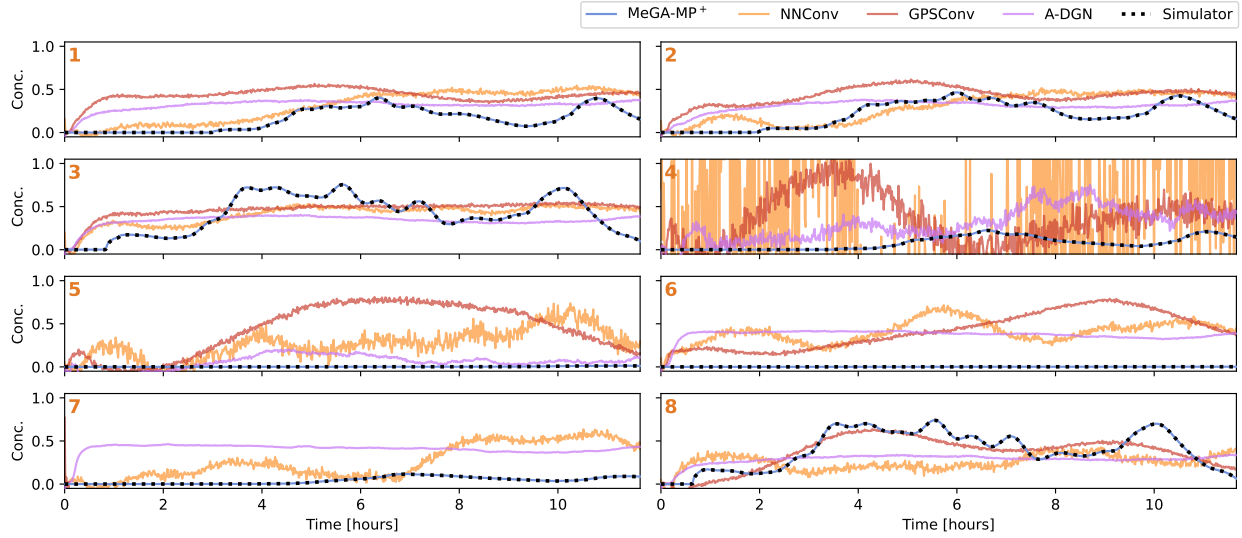 MeGA-MP+ NNConv GPSConv A-DGN Simulator
1 2
Conc. 1.0 0.5 0.0
3 4
Conc. 1.0 0.5 0.0
5 6
Conc. 1.0 0.5 0.0
7 8
Conc. 1.0 0.5 0.0
0 2 4 6 8 10 0 2 4 6 8 10
Time [hours] Time [hours]